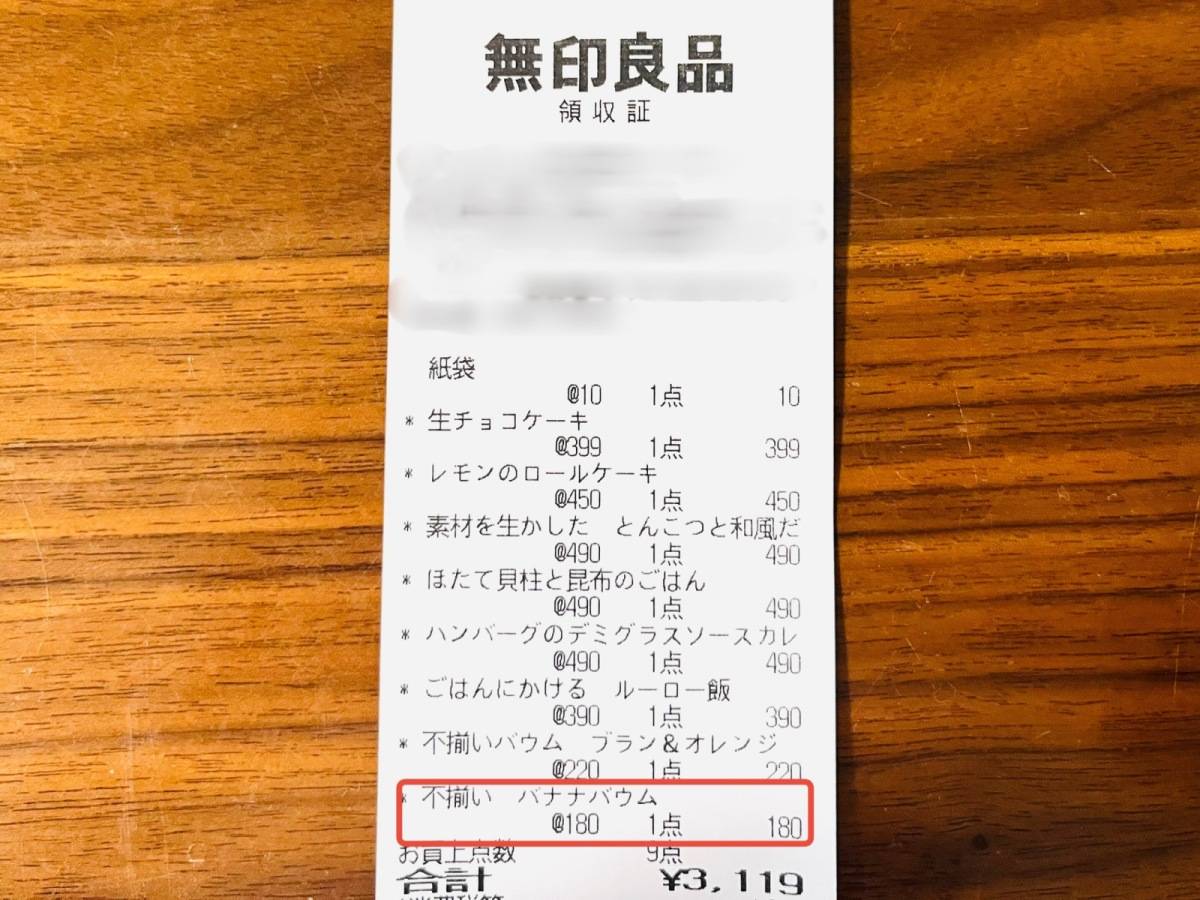 無印良品
領収証
紙袋
@10 1点 10
* 生チョコケーキ
@399 1点 399
* レモンのロールケーキ
@450 1点 450
* 素材を生かした とんこつと和風だ
@490 1点 490
* ほたて貝柱と昆布のごはん
@490 1点 490
* ハンバーグのデミグラスソースカレ
@490 1点 490
* ごはんにかける ルーロー飯
@390 1点 390
* 不揃いバウム ブラン&オレンジ
@220 1点 220
* 不揃い バナナバウム
@180 1点 180
お買上点数 9点
合計 ¥3,119